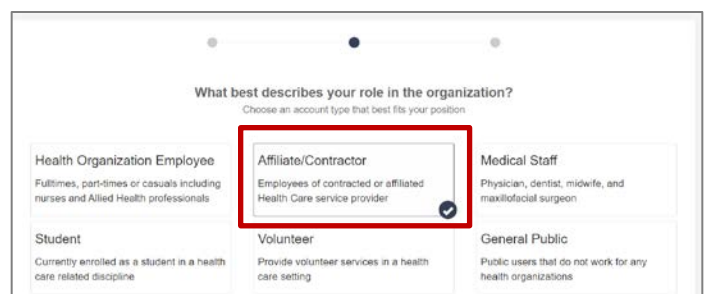 What best describes your role in the organization?
Choose an account type that best fits your position
Health Organization Employee
Fulltimes, part-times or casuals including
nurses and Allied Health professionals
Affiliate/Contractor
Employees of contracted or affiliated
Health Care service provider
Medical Staff
Physician, dentist, midwife, and
maxillofacial surgeon
Student
Currently enrolled as a student in a health
care related discipline
Volunteer
Provide volunteer services in a health
care setting
General Public
Public users that do not work for any
health organizations